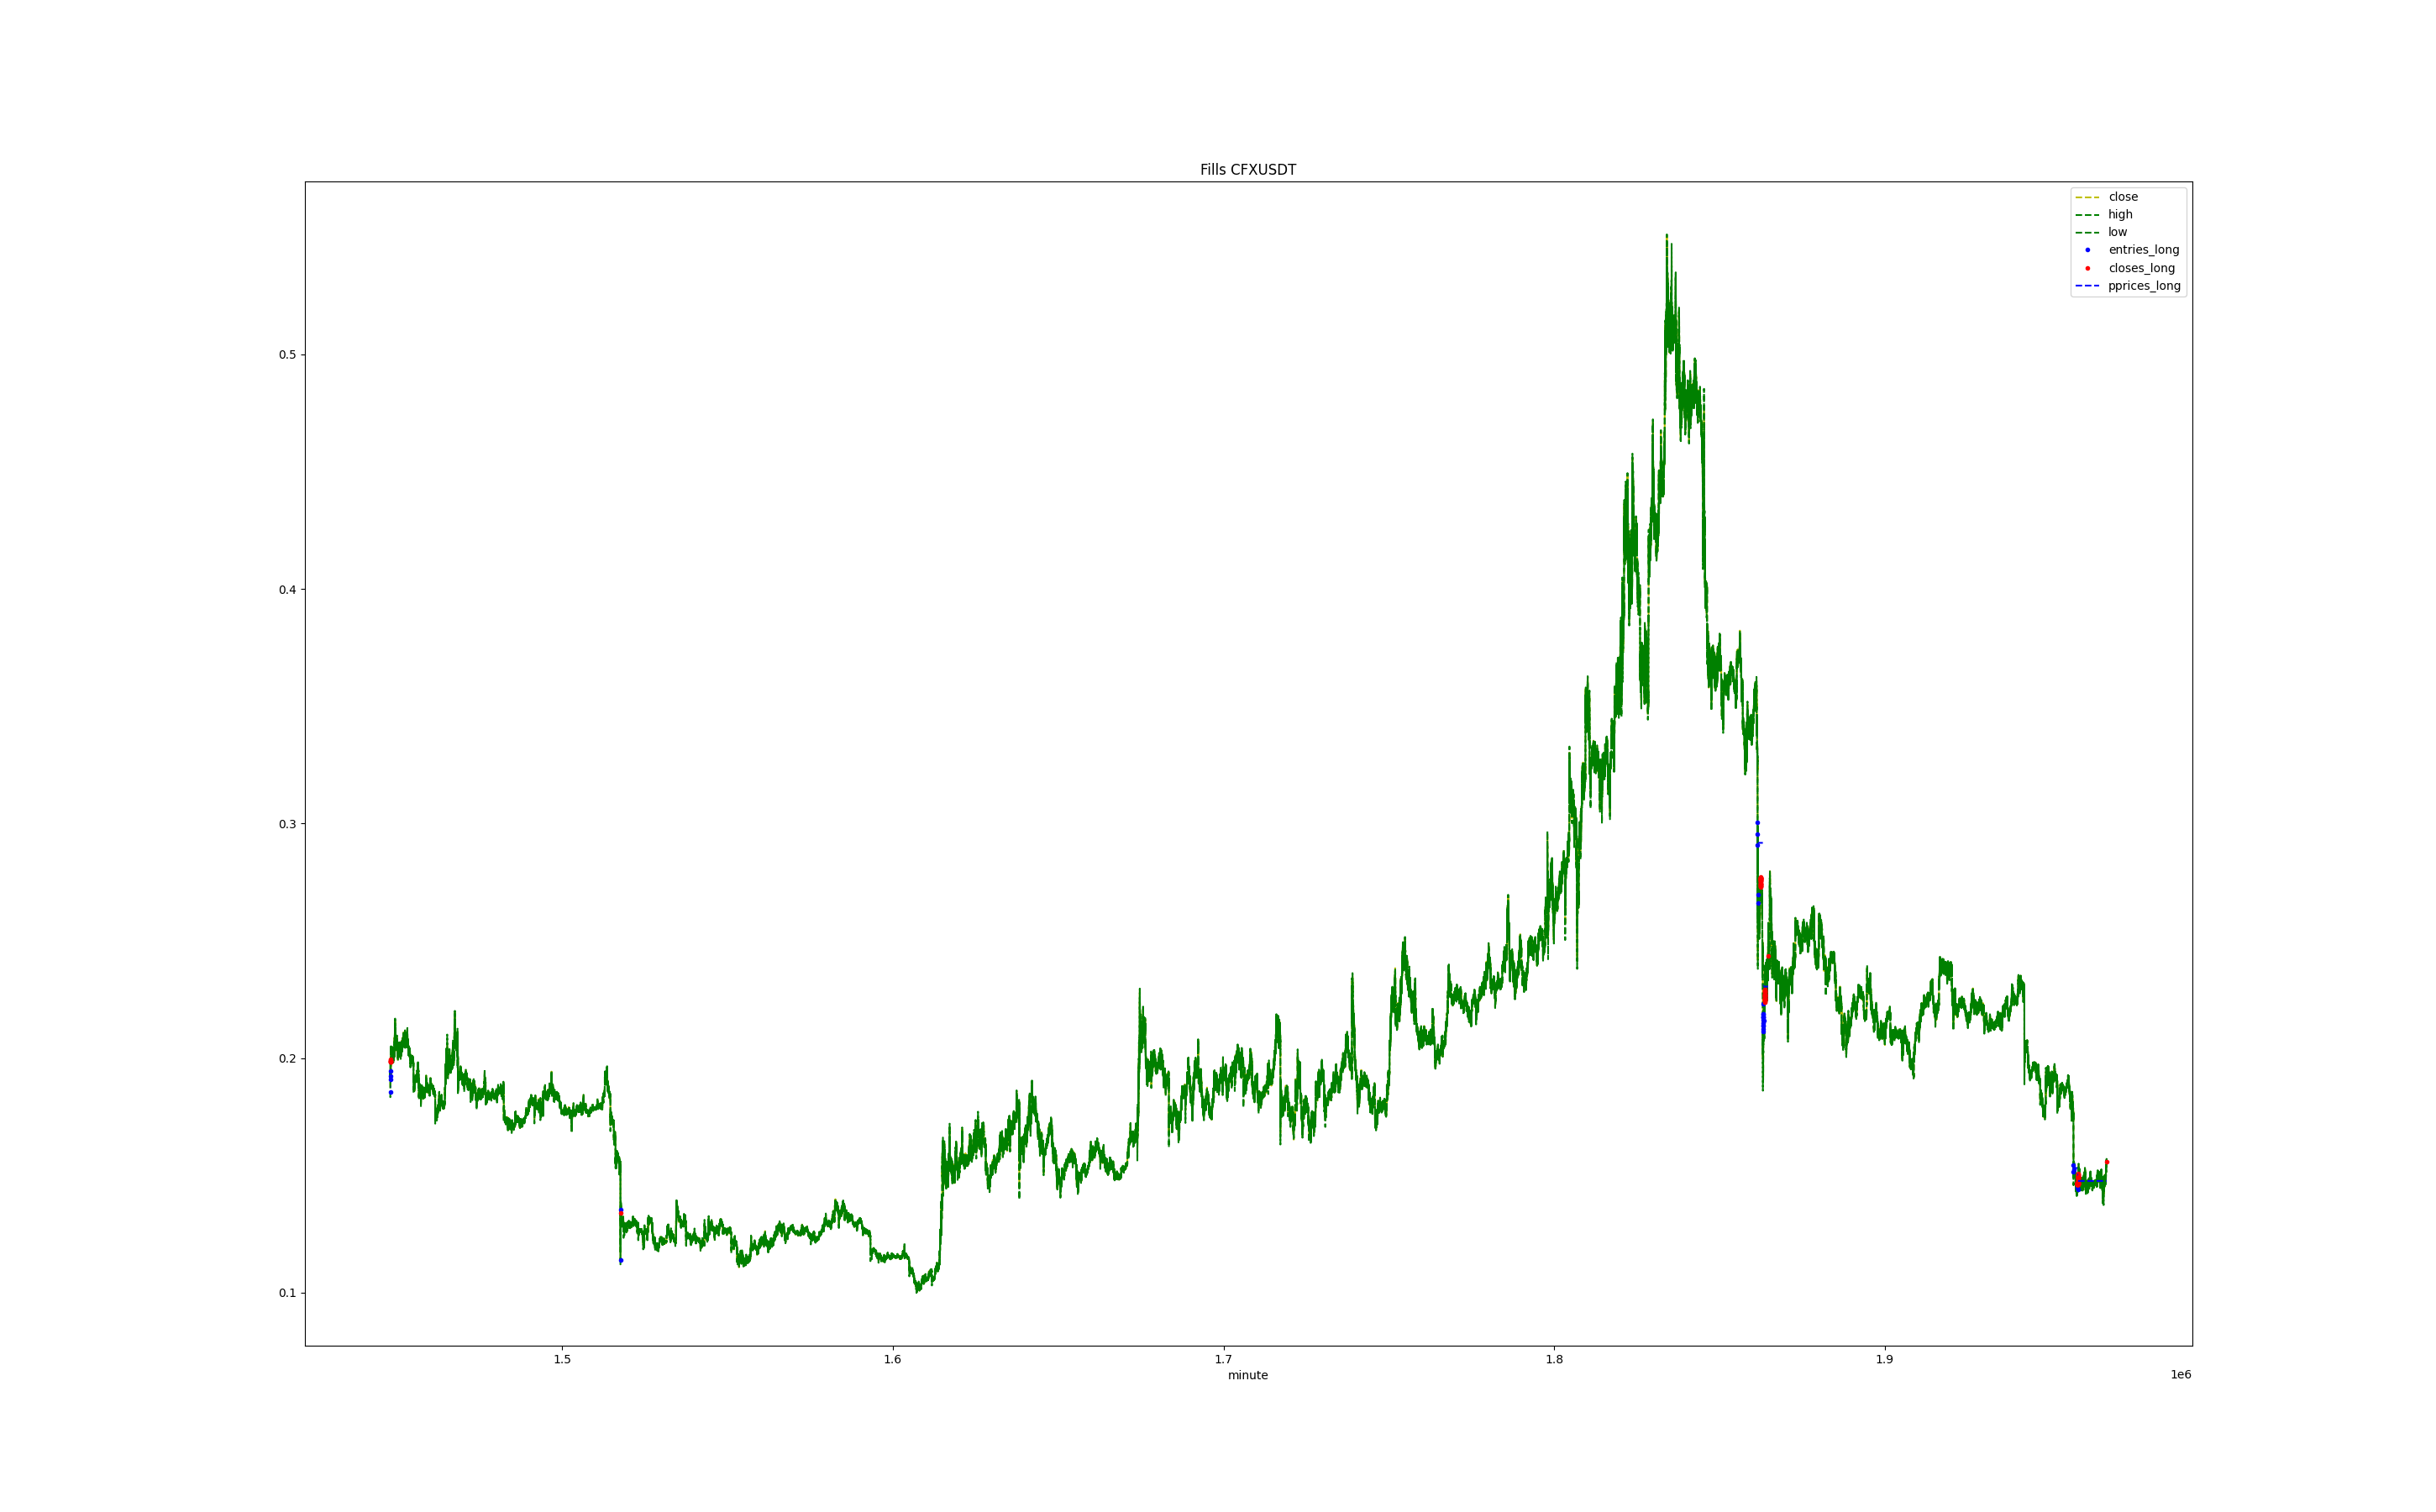 Fills CFXUSDT
close
high
low
entries_long
closes_long
pprices_long
0.5
0.4
0.3
0.2
0.1
1.5 1.6 1.7 1.8 1.9
minute
1e6